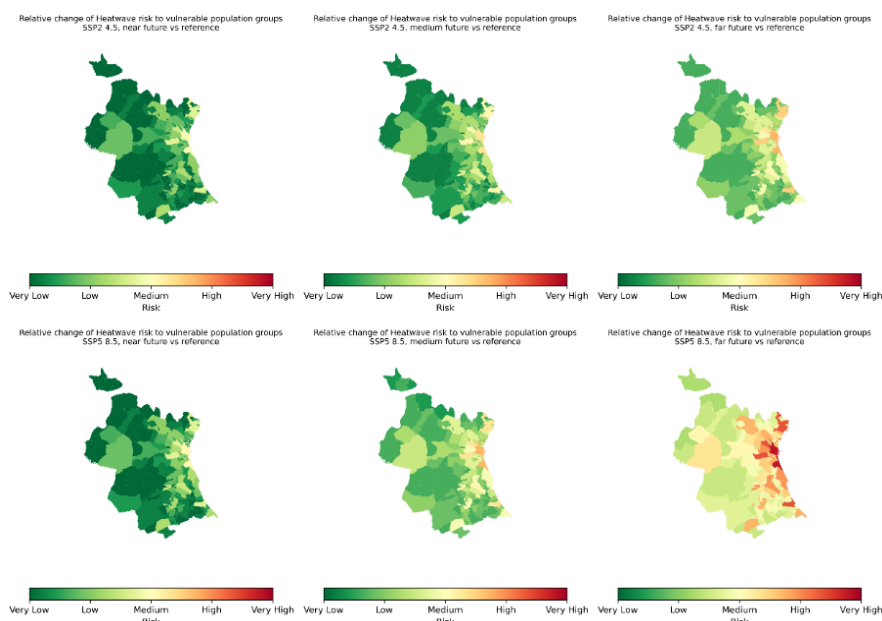 Relative change of Heatwave risk to vulnerable population groups
SSP2 4.5, near future vs reference
Relative change of Heatwave risk to vulnerable population groups
SSP2 4.5, medium future vs reference
Relative change of Heatwave risk to vulnerable population groups
SSP2 4.5, far future vs reference
Very Low Low Medium High Very High
Risk
Very Low Low Medium High Very High
Risk
Very Low Low Medium High Very High
Risk
Relative change of Heatwave risk to vulnerable population groups
SSP5 8.5, near future vs reference
Relative change of Heatwave risk to vulnerable population groups
SSP5 8.5, medium future vs reference
Relative change of Heatwave risk to vulnerable population groups
SSP5 8.5, far future vs reference
Very Low Low Medium High Very High
Risk
Very Low Low Medium High Very High
Risk
Very Low Low Medium High Very High
Risk